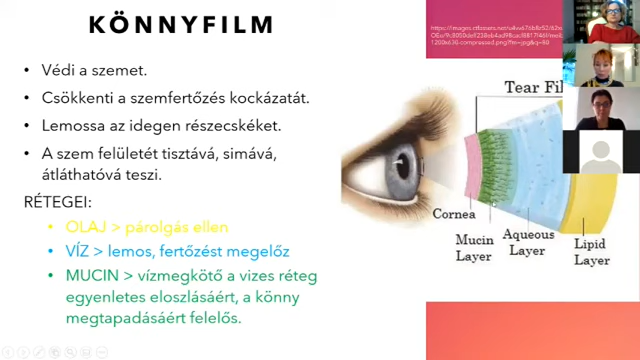 KÖNNYFILM
Védi a szemet.
Csökkenti a szemfertőzés kockázatát.
Lemossa az idegen részecskéket.
A szem felületét tisztává, simává,
átláthatóvá teszi.
RÉTEGEI:
OLAJ > párolgás ellen
VÍZ > lemos, fertőzést megelőz
MUCIN > vízmegkötő a vizes réteg
egyenletes eloszlásáért, a könny
megtapadásáért felelős.
Tear Fil
Cornea
Mucin
Layer
Aqueous
Layer
Lipid
Layer